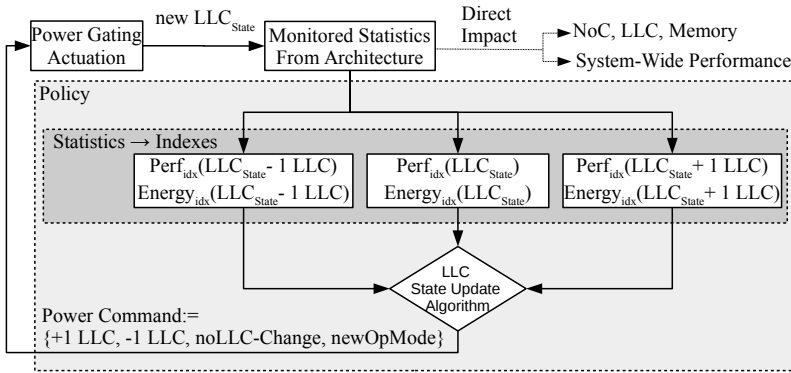 Power Gating
Actuation
new LLC_State
Monitored Statistics
From Architecture
Direct
Impact
NoC, LLC, Memory
System-Wide Performance
Policy
Statistics → Indexes
Perf_idx(LLC_State - 1 LLC)
Energy_idx(LLC_State - 1 LLC)
Perf_idx(LLC_State)
Energy_idx(LLC_State)
Perf_idx(LLC_State + 1 LLC)
Energy_idx(LLC_State + 1 LLC)
LLC
State Update
Algorithm
Power Command:=
{+1 LLC, -1 LLC, noLLC-Change, newOpMode}